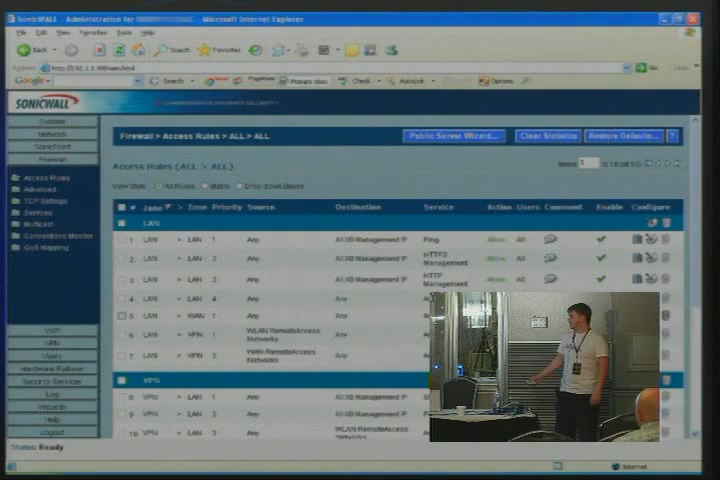 SonicWALL - Administration for
Microsoft Internet Explorer
File Edit View Favorites Tools Help
Back Search Favorites
Address
Go
Google
Search
Check AutoLink Options
SONICWALL
COMPREHENSIVE INTERNET SECURITY
System
Network
SonicPoint
Firewall
Access Rules
Advanced
TCP Settings
Services
Multicast
Connections Monitor
QoS Mapping
VoIP
VPN
Users
Hardware Failover
Security Services
Log
Wizards
Help
Logout
Status: Ready
Firewall > Access Rules > ALL > ALL
Public Server Wizard... Clear Statistics Restore Defaults... ?
Access Rules (ALL > ALL)
Items 1
View Style: All Rules Matrix Drop-down Boxes
# Zone > Zone Priority Source Destination Service Action Users Comment Enable Configure
LAN
1 LAN > LAN 1 Any All X0 Management IP Ping Allow All
2 LAN > LAN 2 Any All X0 Management IP HTTPS Management Allow All
3 LAN > LAN 3 Any All X0 Management IP HTTP Management Allow All
4 LAN > LAN 4 Any Any
5 LAN > WAN 1 Any Any
6 LAN > VPN 1 WLAN RemoteAccess Networks Any
7 LAN > VPN 2 WAN RemoteAccess Networks Any
VPN
8 VPN > LAN 1 Any All X0 Management IP
9 VPN > LAN 2 Any All X0 Management IP
10 VPN > LAN 3 Any WLAN RemoteAccess Networks
Internet